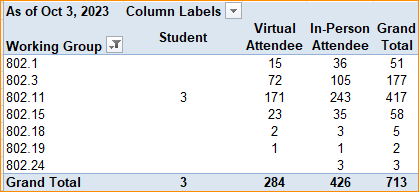 As of Oct 3, 2023 Column Labels
Working Group Student Virtual Attendee In-Person Attendee Grand Total
802.1 15 36 51
802.3 72 105 177
802.11 3 171 243 417
802.15 23 35 58
802.18 2 3 5
802.19 1 1 2
802.24 3 3
Grand Total 3 284 426 713